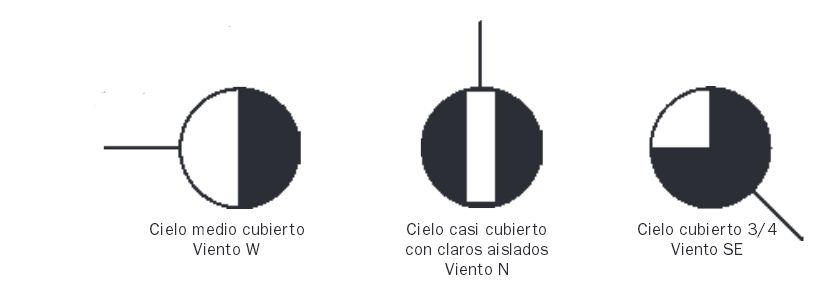 Cielo medio cubierto
Viento W
Cielo casi cubierto
con claros aislados
Viento N
Cielo cubierto 3/4
Viento SE